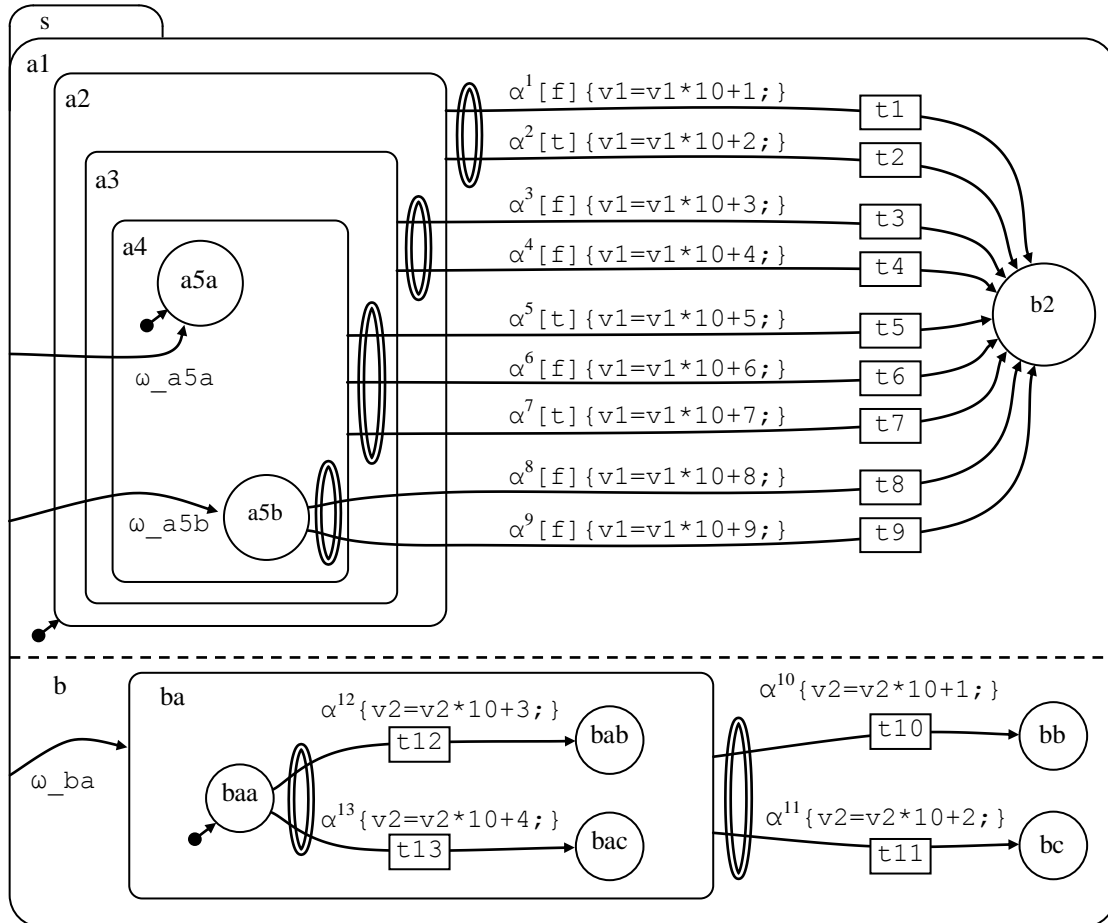 s
a1
a2
α¹[f]{v1=v1*10+1;}
t1
α²[t]{v1=v1*10+2;}
t2
a3
α³[f]{v1=v1*10+3;}
t3
a4
α⁴[f]{v1=v1*10+4;}
t4
a5a
b2
α⁵[t]{v1=v1*10+5;}
t5
ω_a5a
α⁶[f]{v1=v1*10+6;}
t6
α⁷[t]{v1=v1*10+7;}
t7
α⁸[f]{v1=v1*10+8;}
t8
a5b
ω_a5b
α⁹[f]{v1=v1*10+9;}
t9
b
ba
α¹⁰{v2=v2*10+1;}
α¹²{v2=v2*10+3;}
t12
bab
t10
bb
ω_ba
baa
α¹³{v2=v2*10+4;}
α¹¹{v2=v2*10+2;}
t13
bac
t11
bc